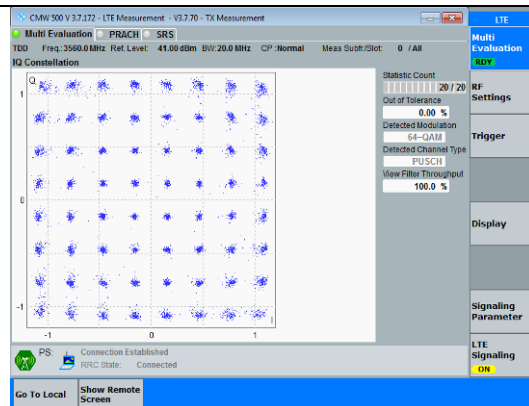 CMW 500 V 3.7.172 - LTE Measurement - V3.7.70 - TX Measurement
LTE
Multi Evaluation PRACH SRS
Multi
Evaluation
RDY
TDD Freq.:3560.0 MHz Ref. Level: 41.00 dBm BW:20.0 MHz CP :Normal Meas Subfr./Slot: 0 / All
IQ Constellation
Q
I
1
0
-1
-1
0
1
Statistic Count
20 / 20
Out of Tolerance
0.00 %
Detected Modulation
64-QAM
Detected Channel Type
PUSCH
View Filter Throughput
100.0 %
RF
Settings
Trigger
Display
Signaling
Parameter
LTE
Signaling
ON
PS:
Connection Established
RRC State: Connected
Go To Local
Show Remote
Screen